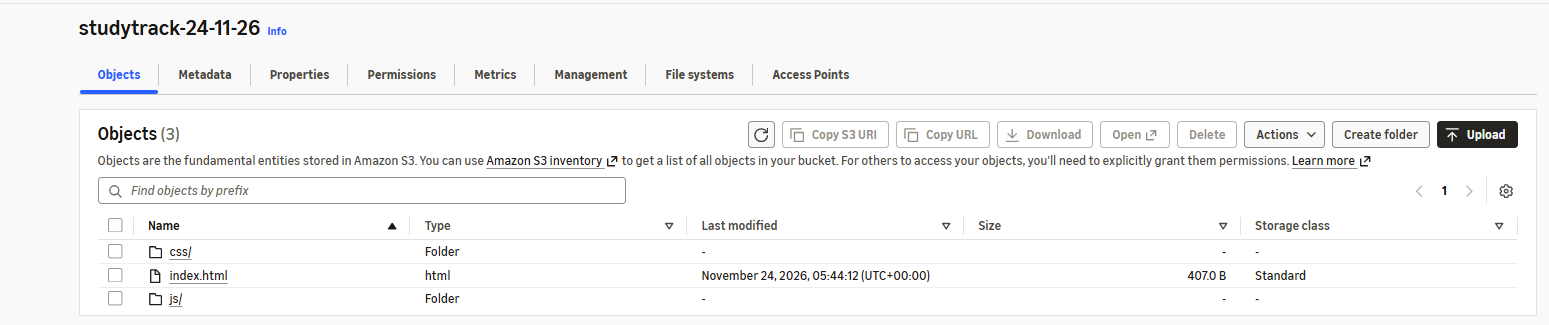 studytrack-24-11-26 Info
Objects Metadata Properties Permissions Metrics Management File systems Access Points
Objects (3) Copy S3 URI Copy URL Download Open Delete Actions Create folder Upload
Objects are the fundamental entities stored in Amazon S3. You can use Amazon S3 inventory to get a list of all objects in your bucket. For others to access your objects, you'll need to explicitly grant them permissions. Learn more
Find objects by prefix 1
Name Type Last modified Size Storage class
css/ Folder - - -
index.html html November 24, 2026, 05:44:12 (UTC+00:00) 407.0 B Standard
js/ Folder - - -